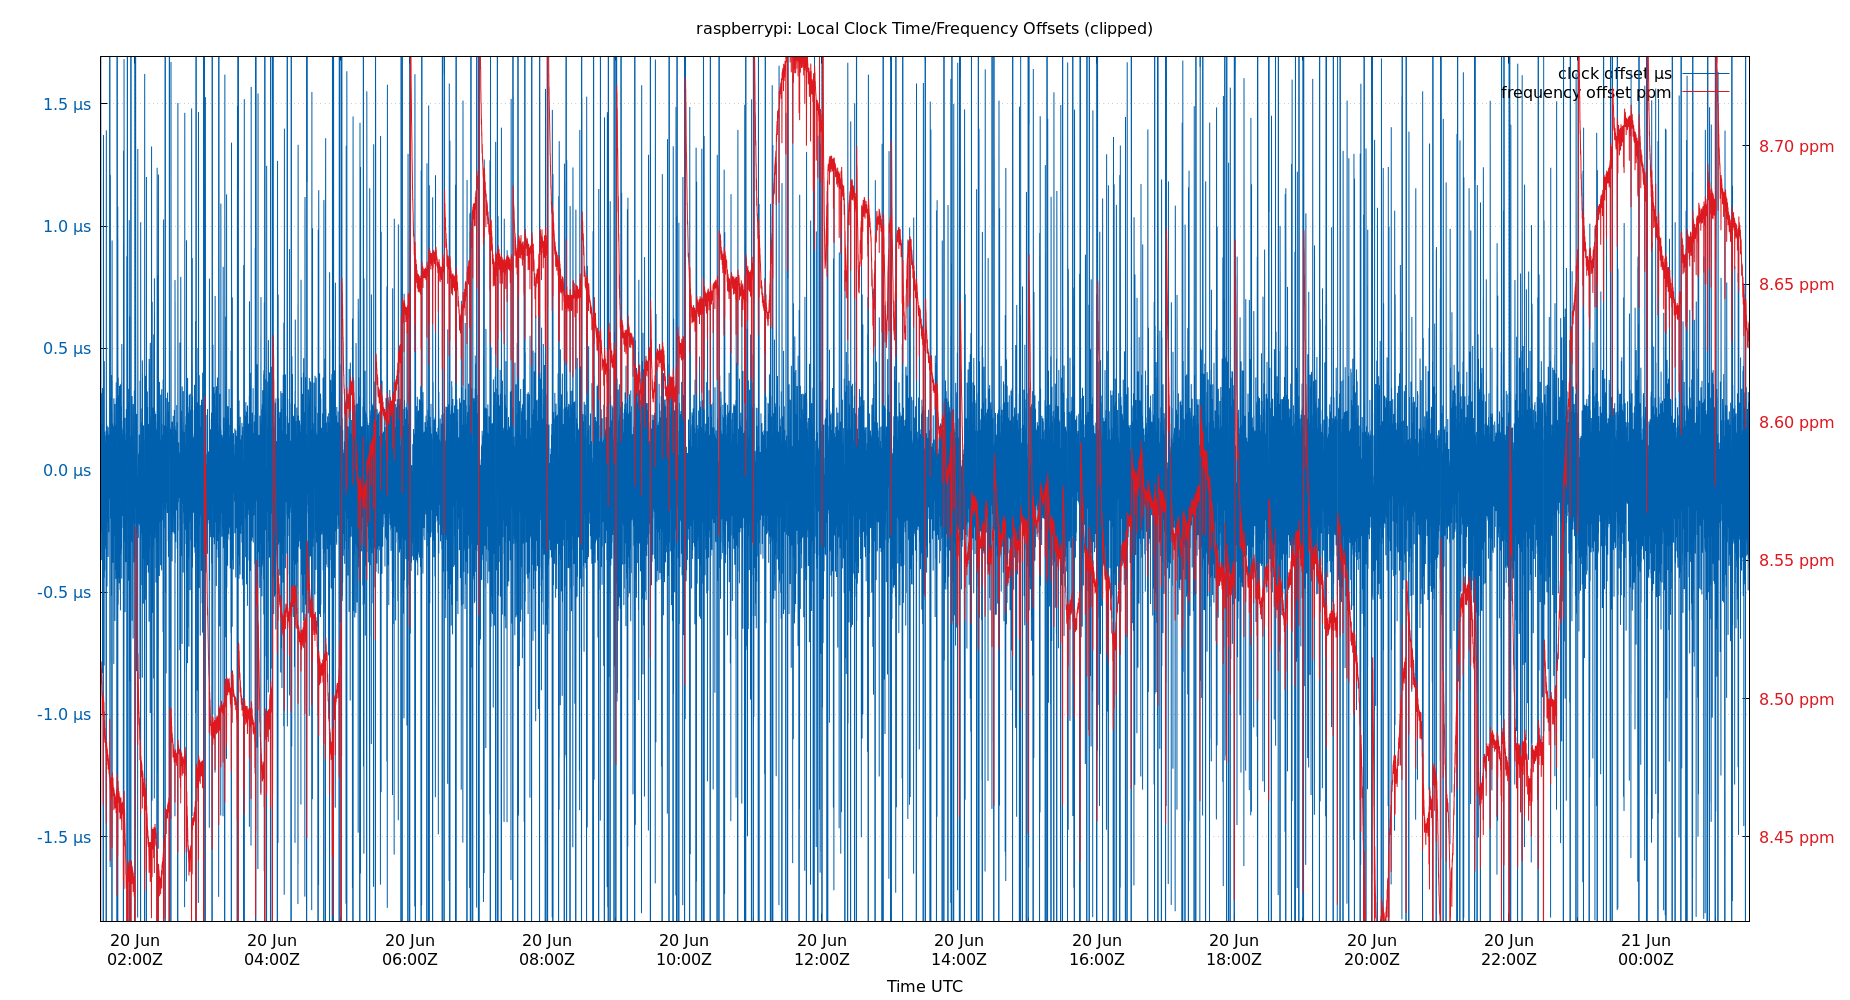 raspberrypi: Local Clock Time/Frequency Offsets (clipped)
clock offset µs
frequency offset ppm
1.5 µs
1.0 µs
0.5 µs
0.0 µs
-0.5 µs
-1.0 µs
-1.5 µs
8.70 ppm
8.65 ppm
8.60 ppm
8.55 ppm
8.50 ppm
8.45 ppm
20 Jun 20 Jun 20 Jun 20 Jun 20 Jun 20 Jun 20 Jun 20 Jun 20 Jun 20 Jun 20 Jun 21 Jun
02:00Z 04:00Z 06:00Z 08:00Z 10:00Z 12:00Z 14:00Z 16:00Z 18:00Z 20:00Z 22:00Z 00:00Z
Time UTC